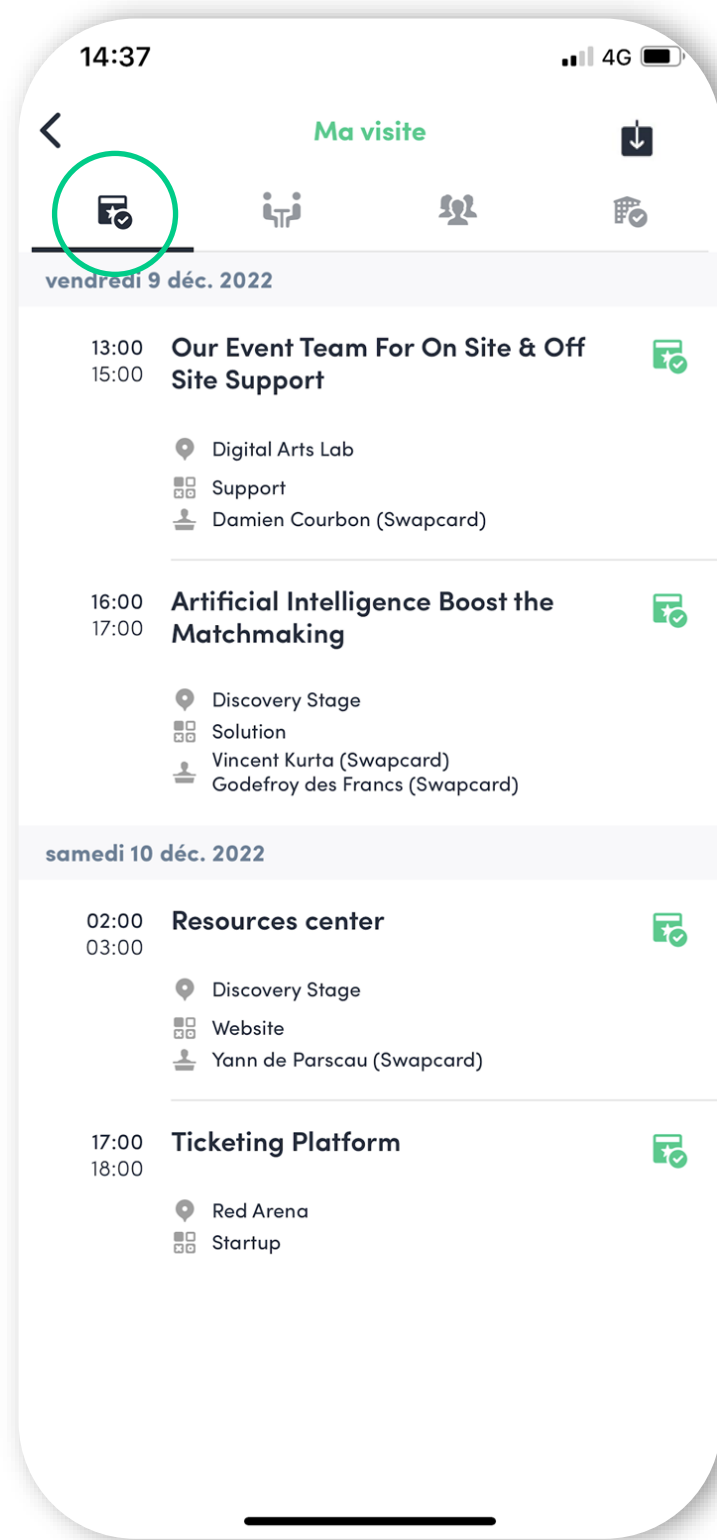 14:37
4G
Ma visite
vendredi 9 déc. 2022
13:00
15:00
Our Event Team For On Site & Off
Site Support
Digital Arts Lab
Support
Damien Courbon (Swapcard)
16:00
17:00
Artificial Intelligence Boost the
Matchmaking
Discovery Stage
Solution
Vincent Kurta (Swapcard)
Godefroy des Francs (Swapcard)
samedi 10 déc. 2022
02:00
03:00
Resources center
Discovery Stage
Website
Yann de Parscau (Swapcard)
17:00
18:00
Ticketing Platform
Red Arena
Startup